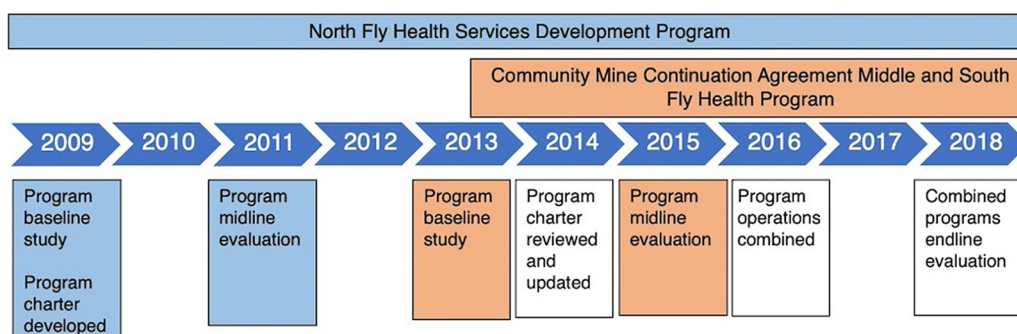 North Fly Health Services Development Program
Community Mine Continuation Agreement Middle and South
Fly Health Program
2009
2010
2011
2012
2013
2014
2015
2016
2017
2018
Program
baseline
study
Program
charter
developed
Program
midline
evaluation
Program
baseline
study
Program
charter
reviewed
and
updated
Program
midline
evaluation
Program
operations
combined
Combined
programs
endline
evaluation